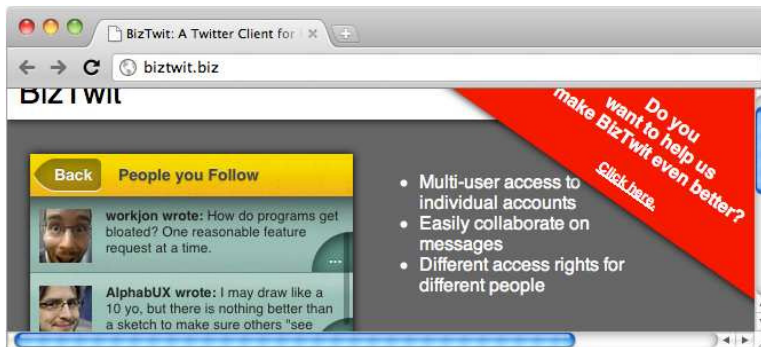 BizTwit: A Twitter Client for
biztwit.biz
BizTwit
Do you
want to help us
make BizTwit even better?
Click here.
Back
People you Follow
workjon wrote: How do programs get
bloated? One reasonable feature
request at a time.
...
AlphabUX wrote: I may draw like a
10 yo, but there is nothing better than
a sketch to make sure others "see
Multi-user access to
individual accounts
Easily collaborate on
messages
Different access rights for
different people